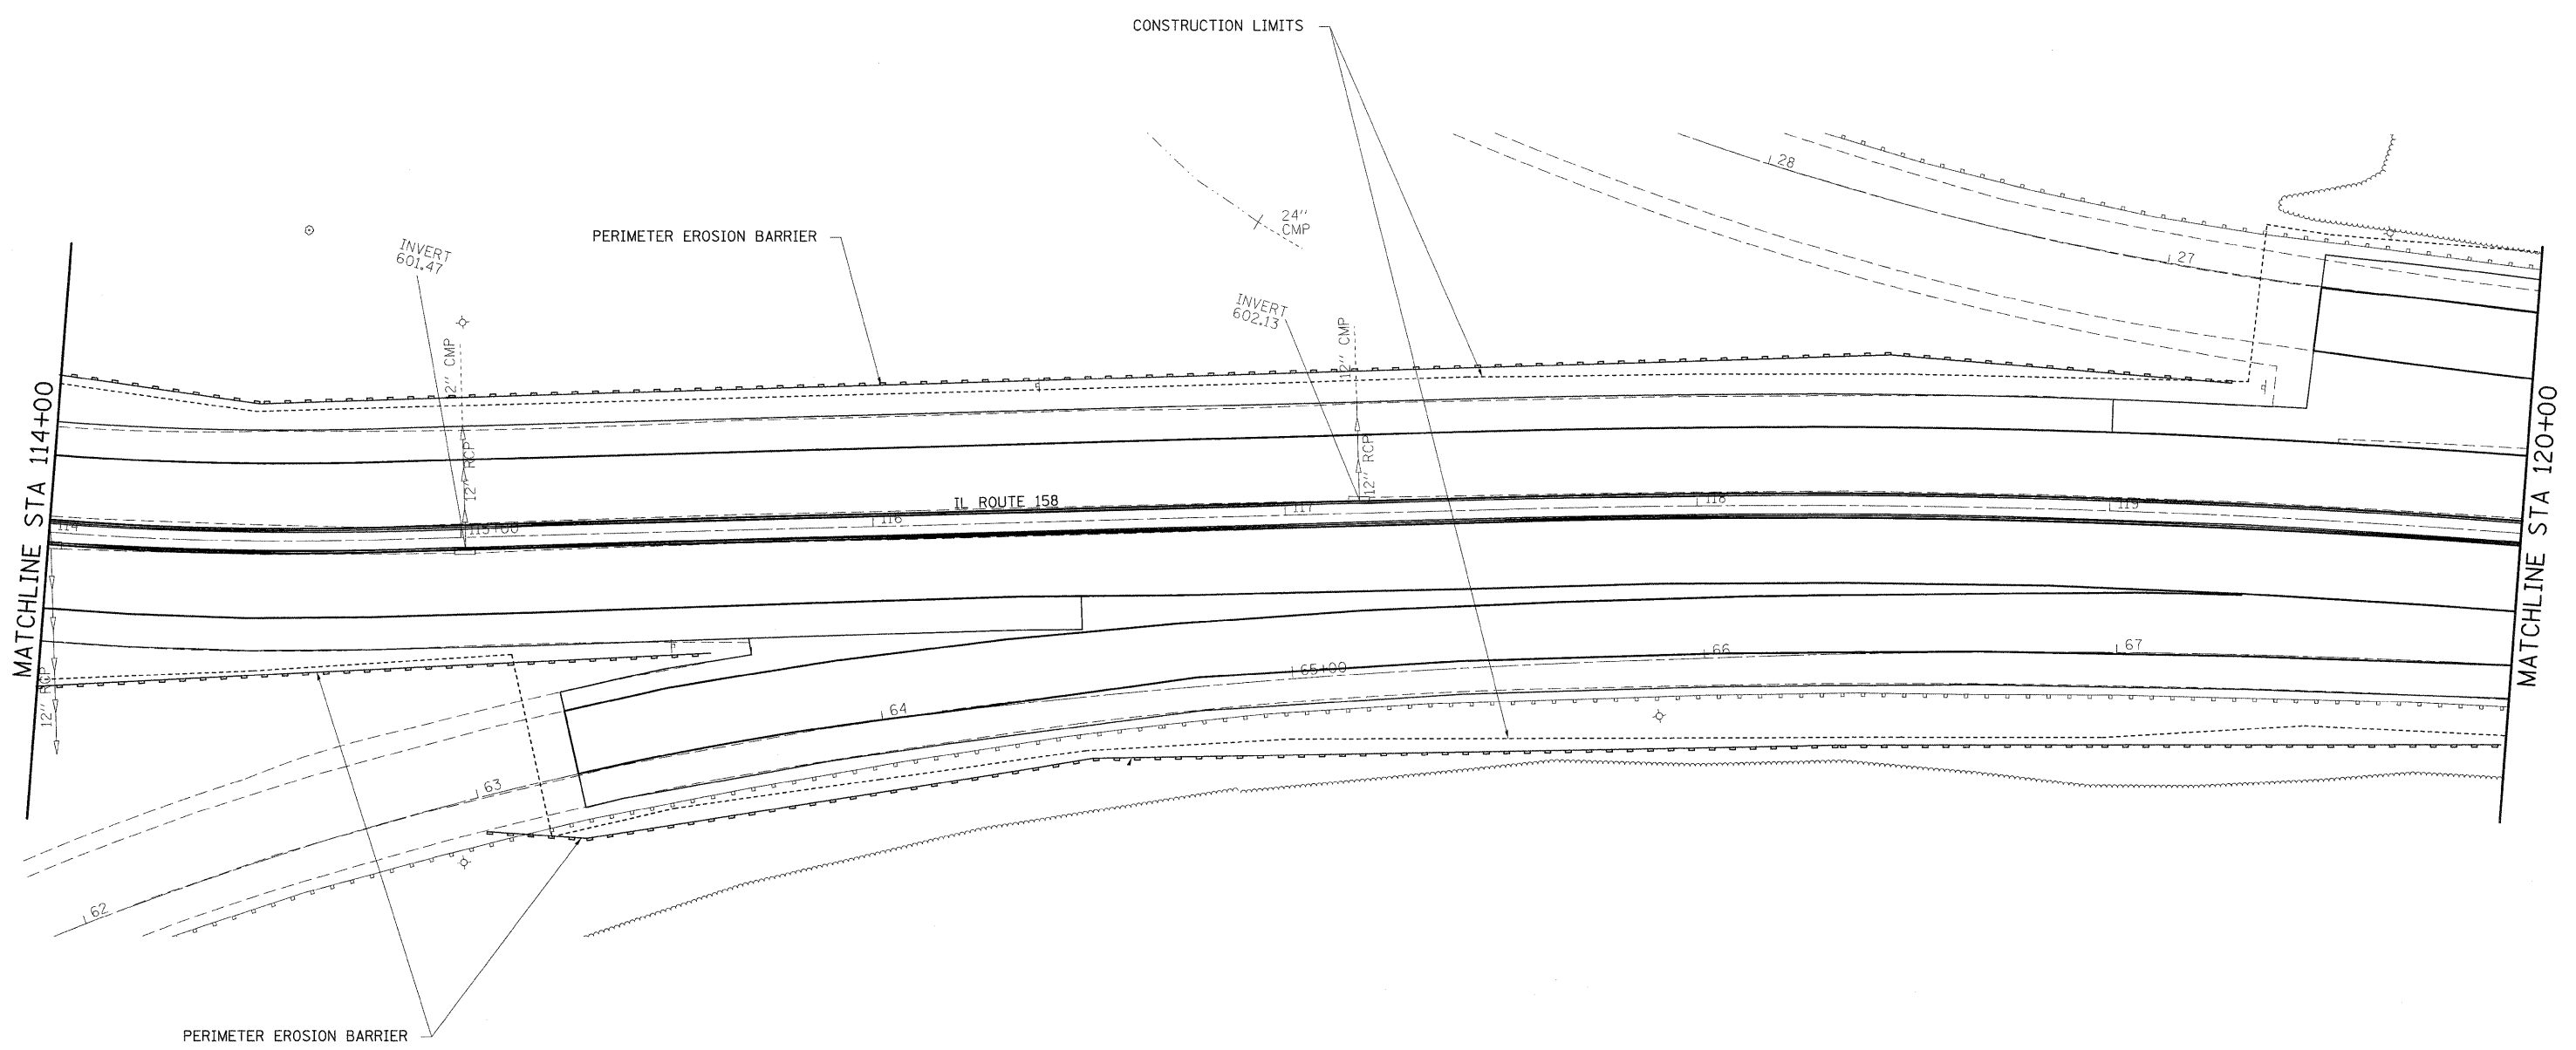 CONSTRUCTION LIMITS
28
24"
CMP
PERIMETER EROSION BARRIER
INVERT
601.47
27
INVERT
602.13
12" CMP
12" CMP
MATCHLINE STA 114+00
MATCHLINE STA 120+00
12" RCP
12" RCP
IL ROUTE 158
114
115+00
116
117
118
119
12" RCP
62
63
64
65+00
66
67
PERIMETER EROSION BARRIER